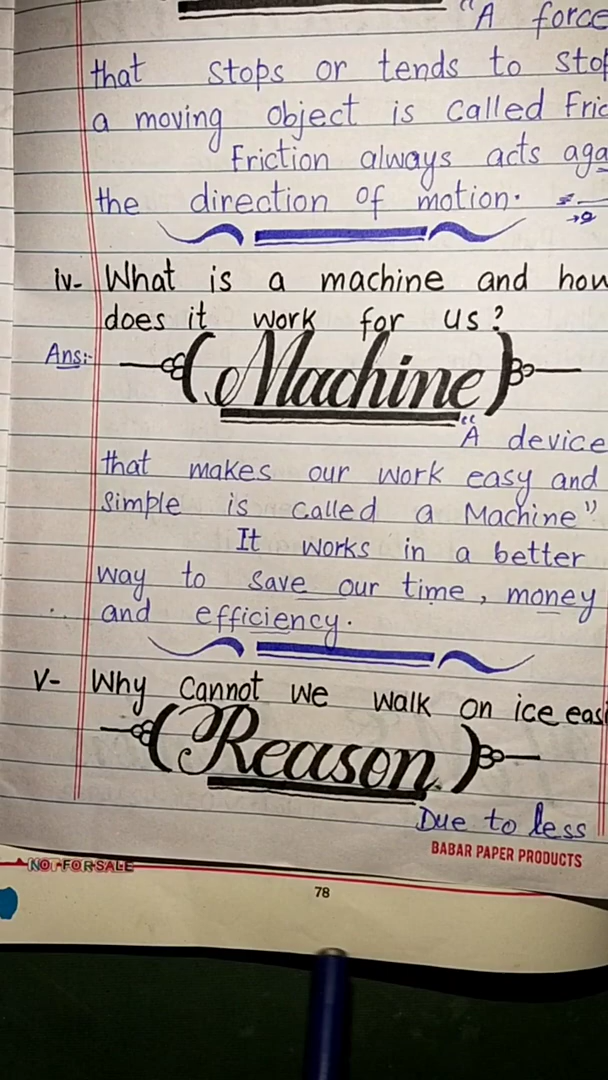 "A force
that stops or tends to stop
a moving object is called Fric
Friction always acts aga
the direction of motion.
iv- What is a machine and how
does it work for us?
Ans:- (Machine)
"A device
that makes our work easy and
simple is called a Machine"
It works in a better
way to save our time, money
and efficiency.
v- Why cannot we walk on ice easi
(Reason)
Due to less
BABAR PAPER PRODUCTS
NOT FOR SALE
78